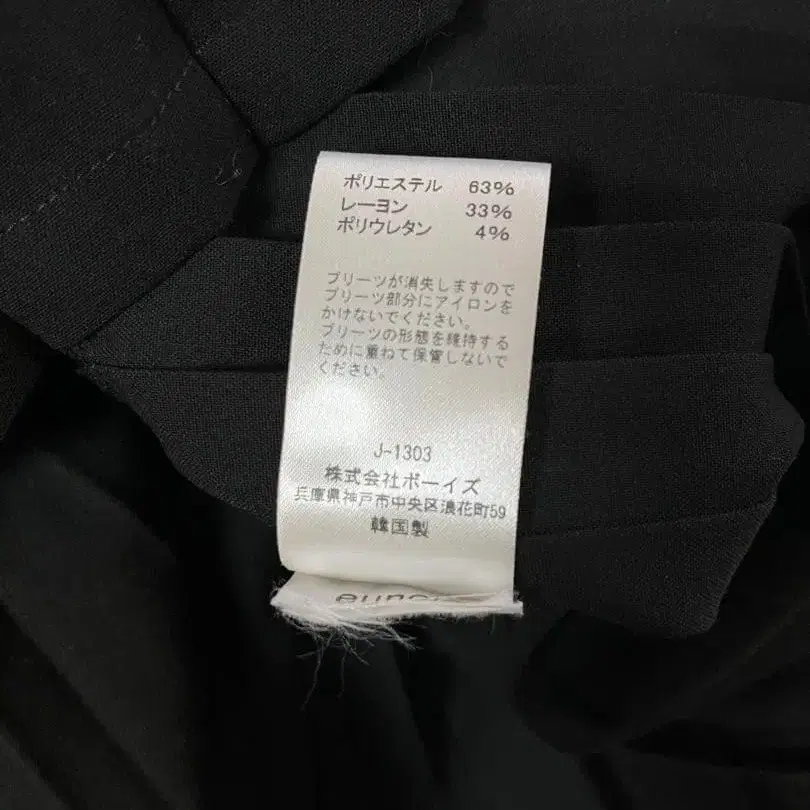 ポリエステル 63%
レーヨン 33%
ポリウレタン 4%
プリーツが消失しますので
プリーツ部分にアイロンを
かけないでください。
プリーツの形態を維持する
ために重ねて保管しないで
ください。
J-1303
株式会社ボーイズ
兵庫県神戸市中央区浪花町59
韓国製